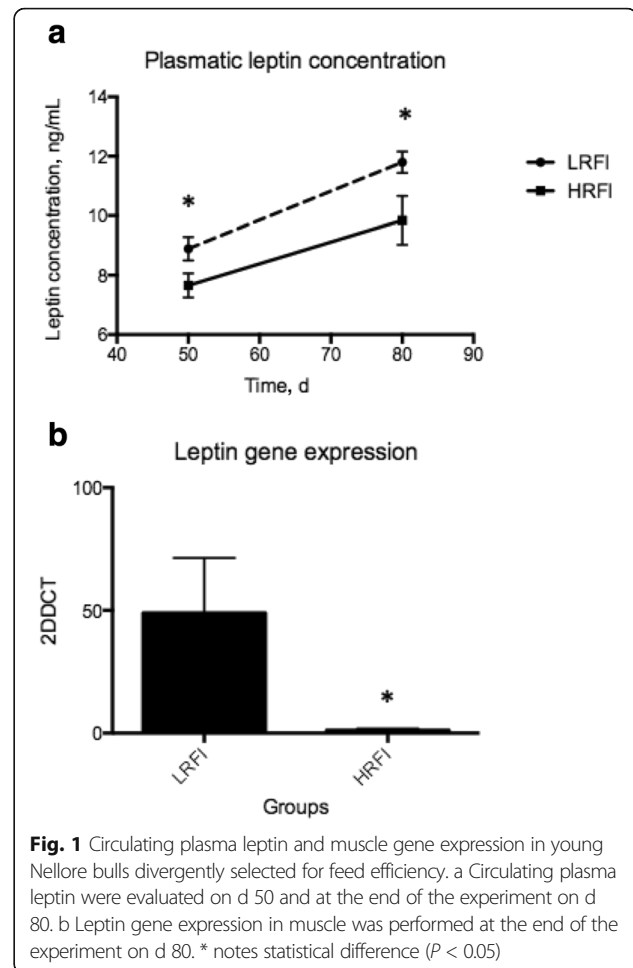 a
Plasmatic leptin concentration
Leptin concentration, ng/mL
14
12
10
8
6
40 50 60 70 80 90
Time, d
*
*
LRFI
HRFI
b
Leptin gene expression
2DDCT
100
50
0
*
LRFI
HRFI
Groups
Fig. 1 Circulating plasma leptin and muscle gene expression in young
Nellore bulls divergently selected for feed efficiency. a Circulating plasma
leptin were evaluated on d 50 and at the end of the experiment on d
80. b Leptin gene expression in muscle was performed at the end of the
experiment on d 80. * notes statistical difference (P < 0.05)